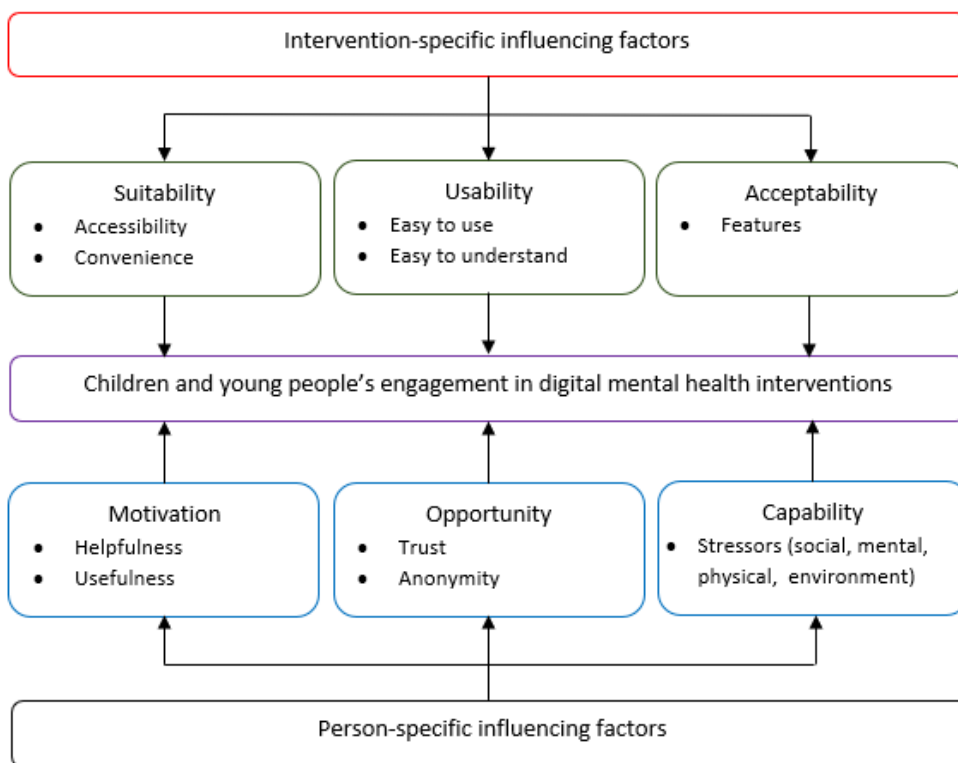 Intervention-specific influencing factors
Suitability
• Accessibility
• Convenience
Usability
• Easy to use
• Easy to understand
Acceptability
• Features
Children and young people’s engagement in digital mental health interventions
Motivation
• Helpfulness
• Usefulness
Opportunity
• Trust
• Anonymity
Capability
• Stressors (social, mental,
physical, environment)
Person-specific influencing factors